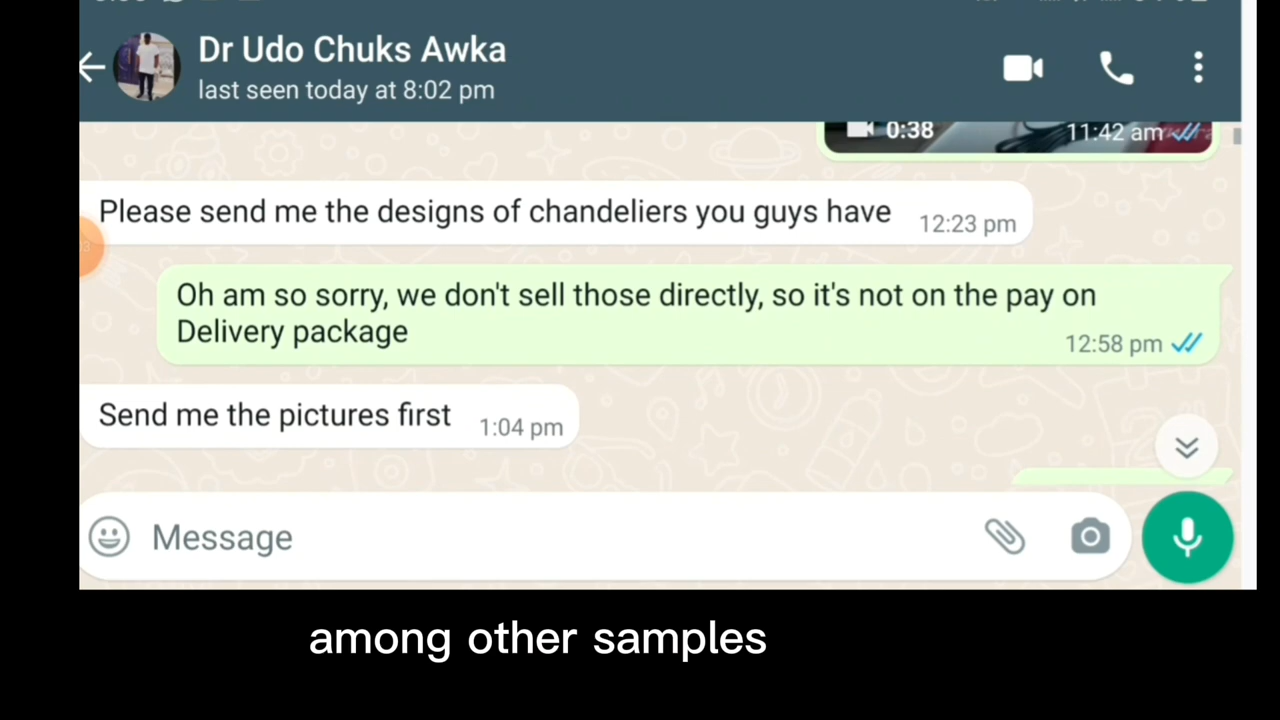 Dr Udo Chuks Awka
last seen today at 8:02 pm
0:38
11:42 am
Please send me the designs of chandeliers you guys have
12:23 pm
Oh am so sorry, we don't sell those directly, so it's not on the pay on
Delivery package
12:58 pm
Send me the pictures first
1:04 pm
Message
among other samples